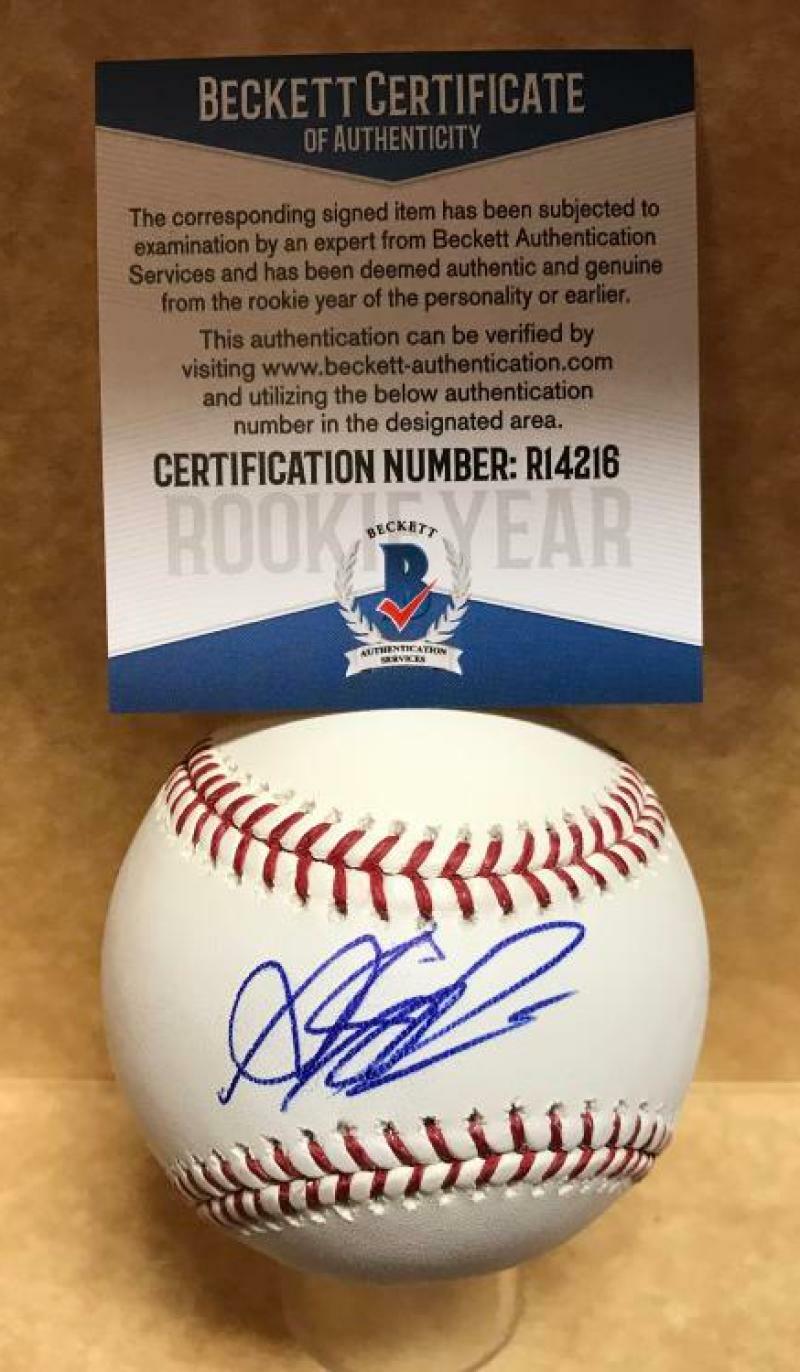 BECKETT CERTIFICATE
OF AUTHENTICITY
The corresponding signed item has been subjected to
examination by an expert from Beckett Authentication
Services and has been deemed authentic and genuine
from the rookie year of the personality or earlier.
This authentication can be verified by
visiting www.beckett-authentication.com
and utilizing the below authentication
number in the designated area.
CERTIFICATION NUMBER: R14216
ROOKIE YEAR
BECKETT
B
AUTHENTICATION
SERVICES